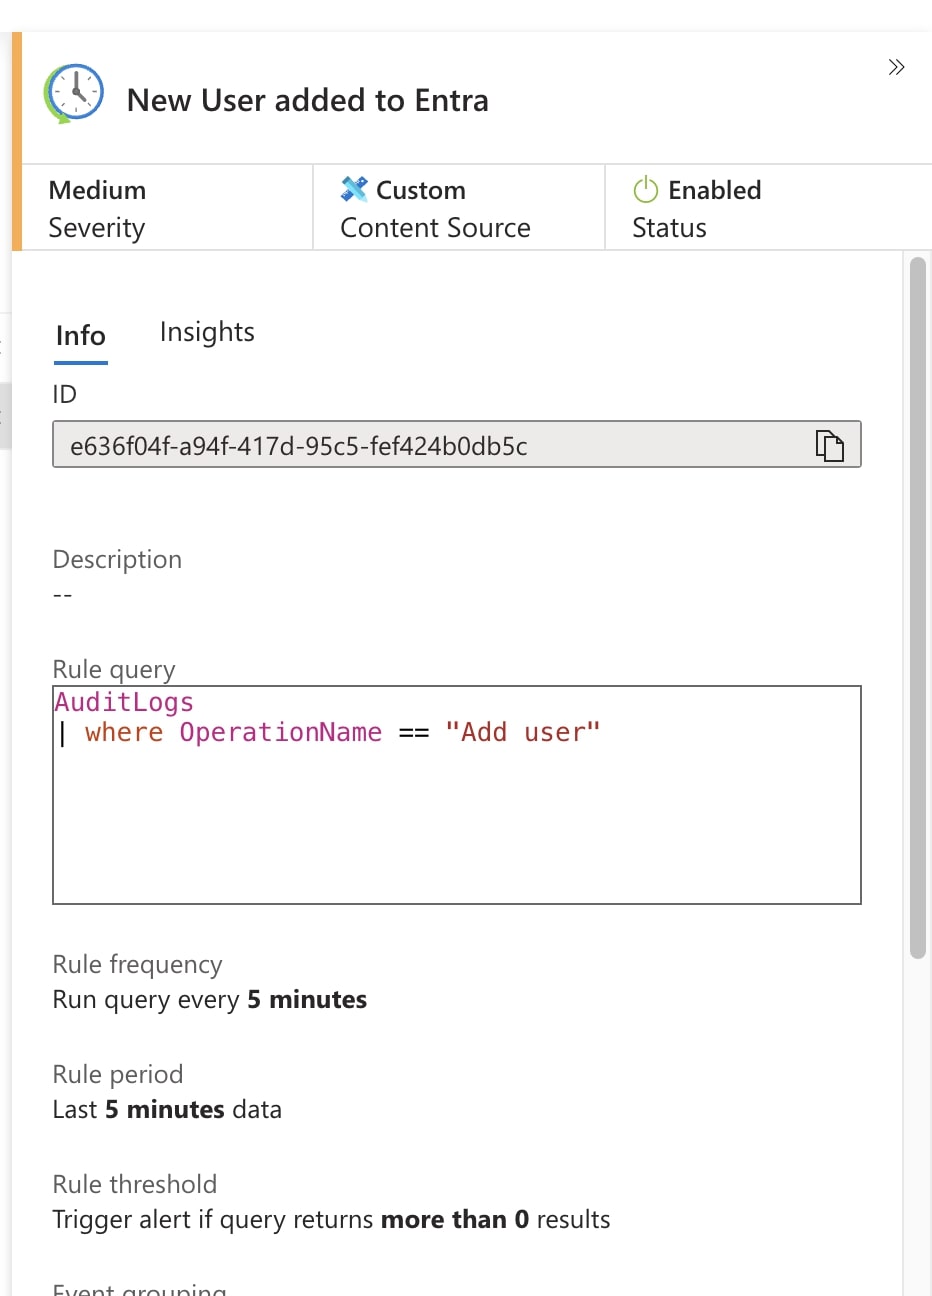 New User added to Entra
Medium
Severity
Custom
Content Source
Enabled
Status
Info
Insights
ID
e636f04f-a94f-417d-95c5-fef424b0db5c
Description
--
Rule query
AuditLogs
| where OperationName == "Add user"
Rule frequency
Run query every 5 minutes
Rule period
Last 5 minutes data
Rule threshold
Trigger alert if query returns more than 0 results
Event grouping